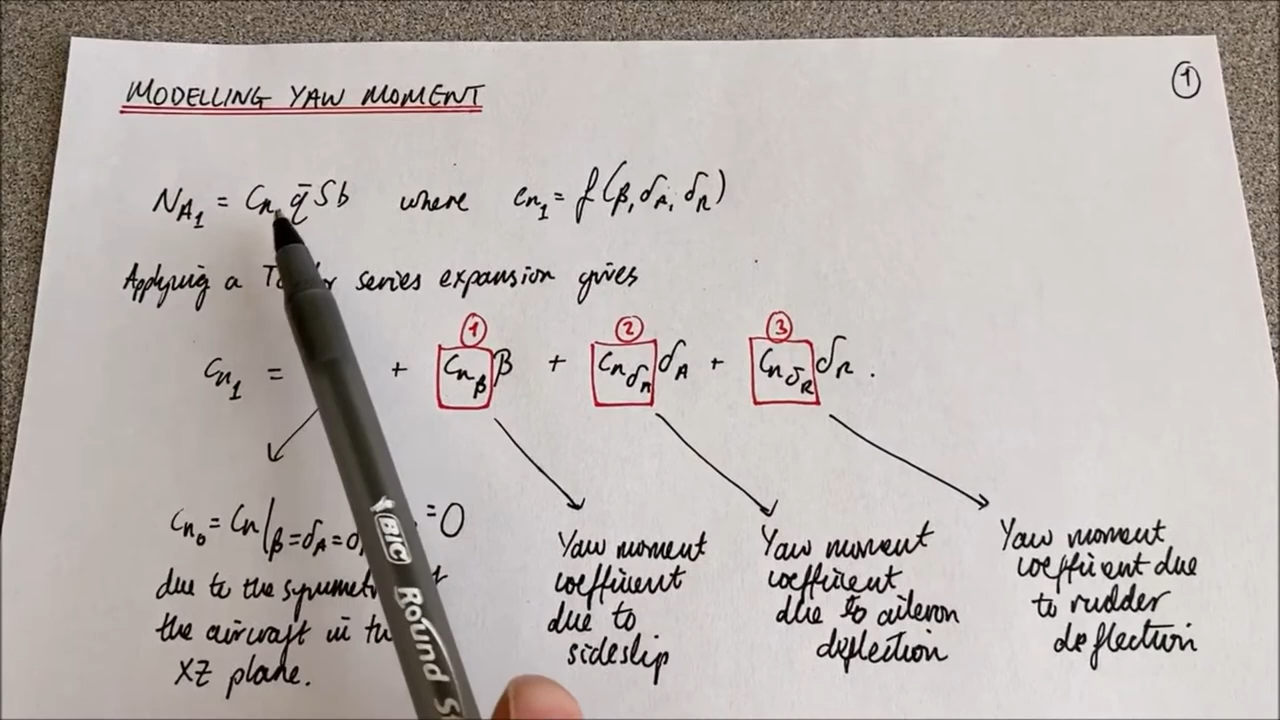 MODELLING YAW MOMENT
1
N_A1 = Cn q̄Sb where Cn1 = f(β, δA, δR)
Applying a series expansion gives
1 2 3
Cn1 = + Cnβ β + CnδA δA + CnδR δR .
Cn0 = Cn|β=δA=0, =0
due to the
the aircraft in
XZ plane.
Yaw moment
coefficient
due to
sideslip
Yaw moment
coefficient
due to aileron
deflection
Yaw moment
coefficient due
to rudder
deflection
BIC Round